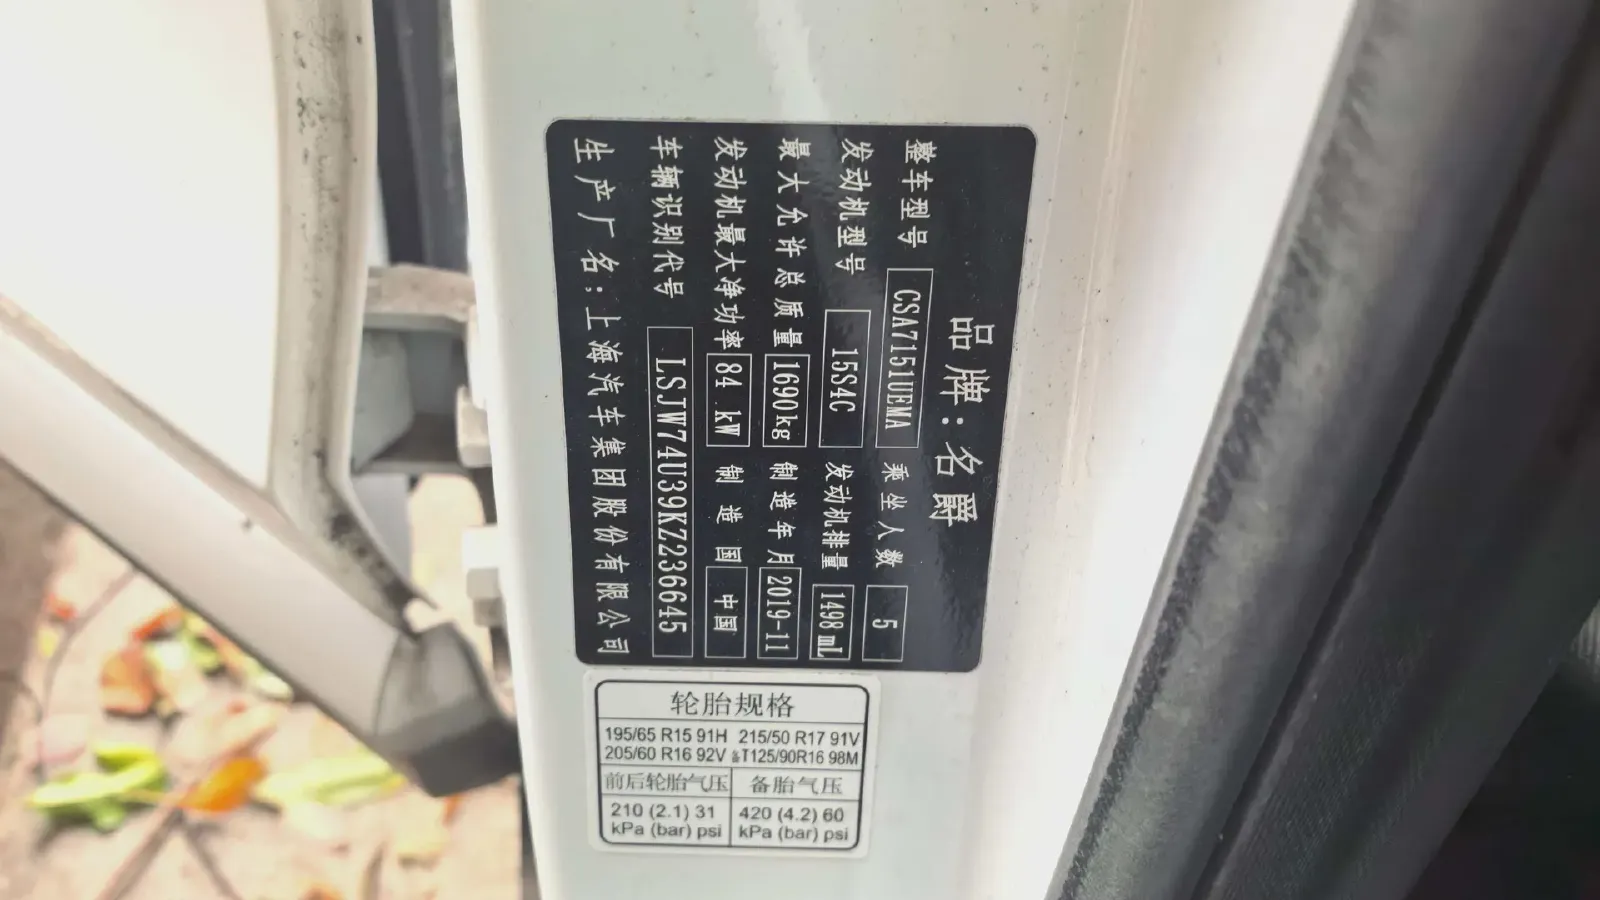 品牌:名爵
整车型号 CSA7151UEMA 乘坐人数 5
发动机型号 15S4C 发动机排量 1498mL
最大允许总质量 1690kg 制造年月 2019-11
发动机最大净功率 84 kW 制造国 中国
车辆识别代号 LSJW74U39KZ236645
生产厂名:上海汽车集团股份有限公司
轮胎规格
195/65 R15 91H 215/50 R17 91V
205/60 R16 92V 备T125/90R16 98M
前后轮胎气压 备胎气压
210 (2.1) 31 420 (4.2) 60
kPa (bar) psi kPa (bar) psi